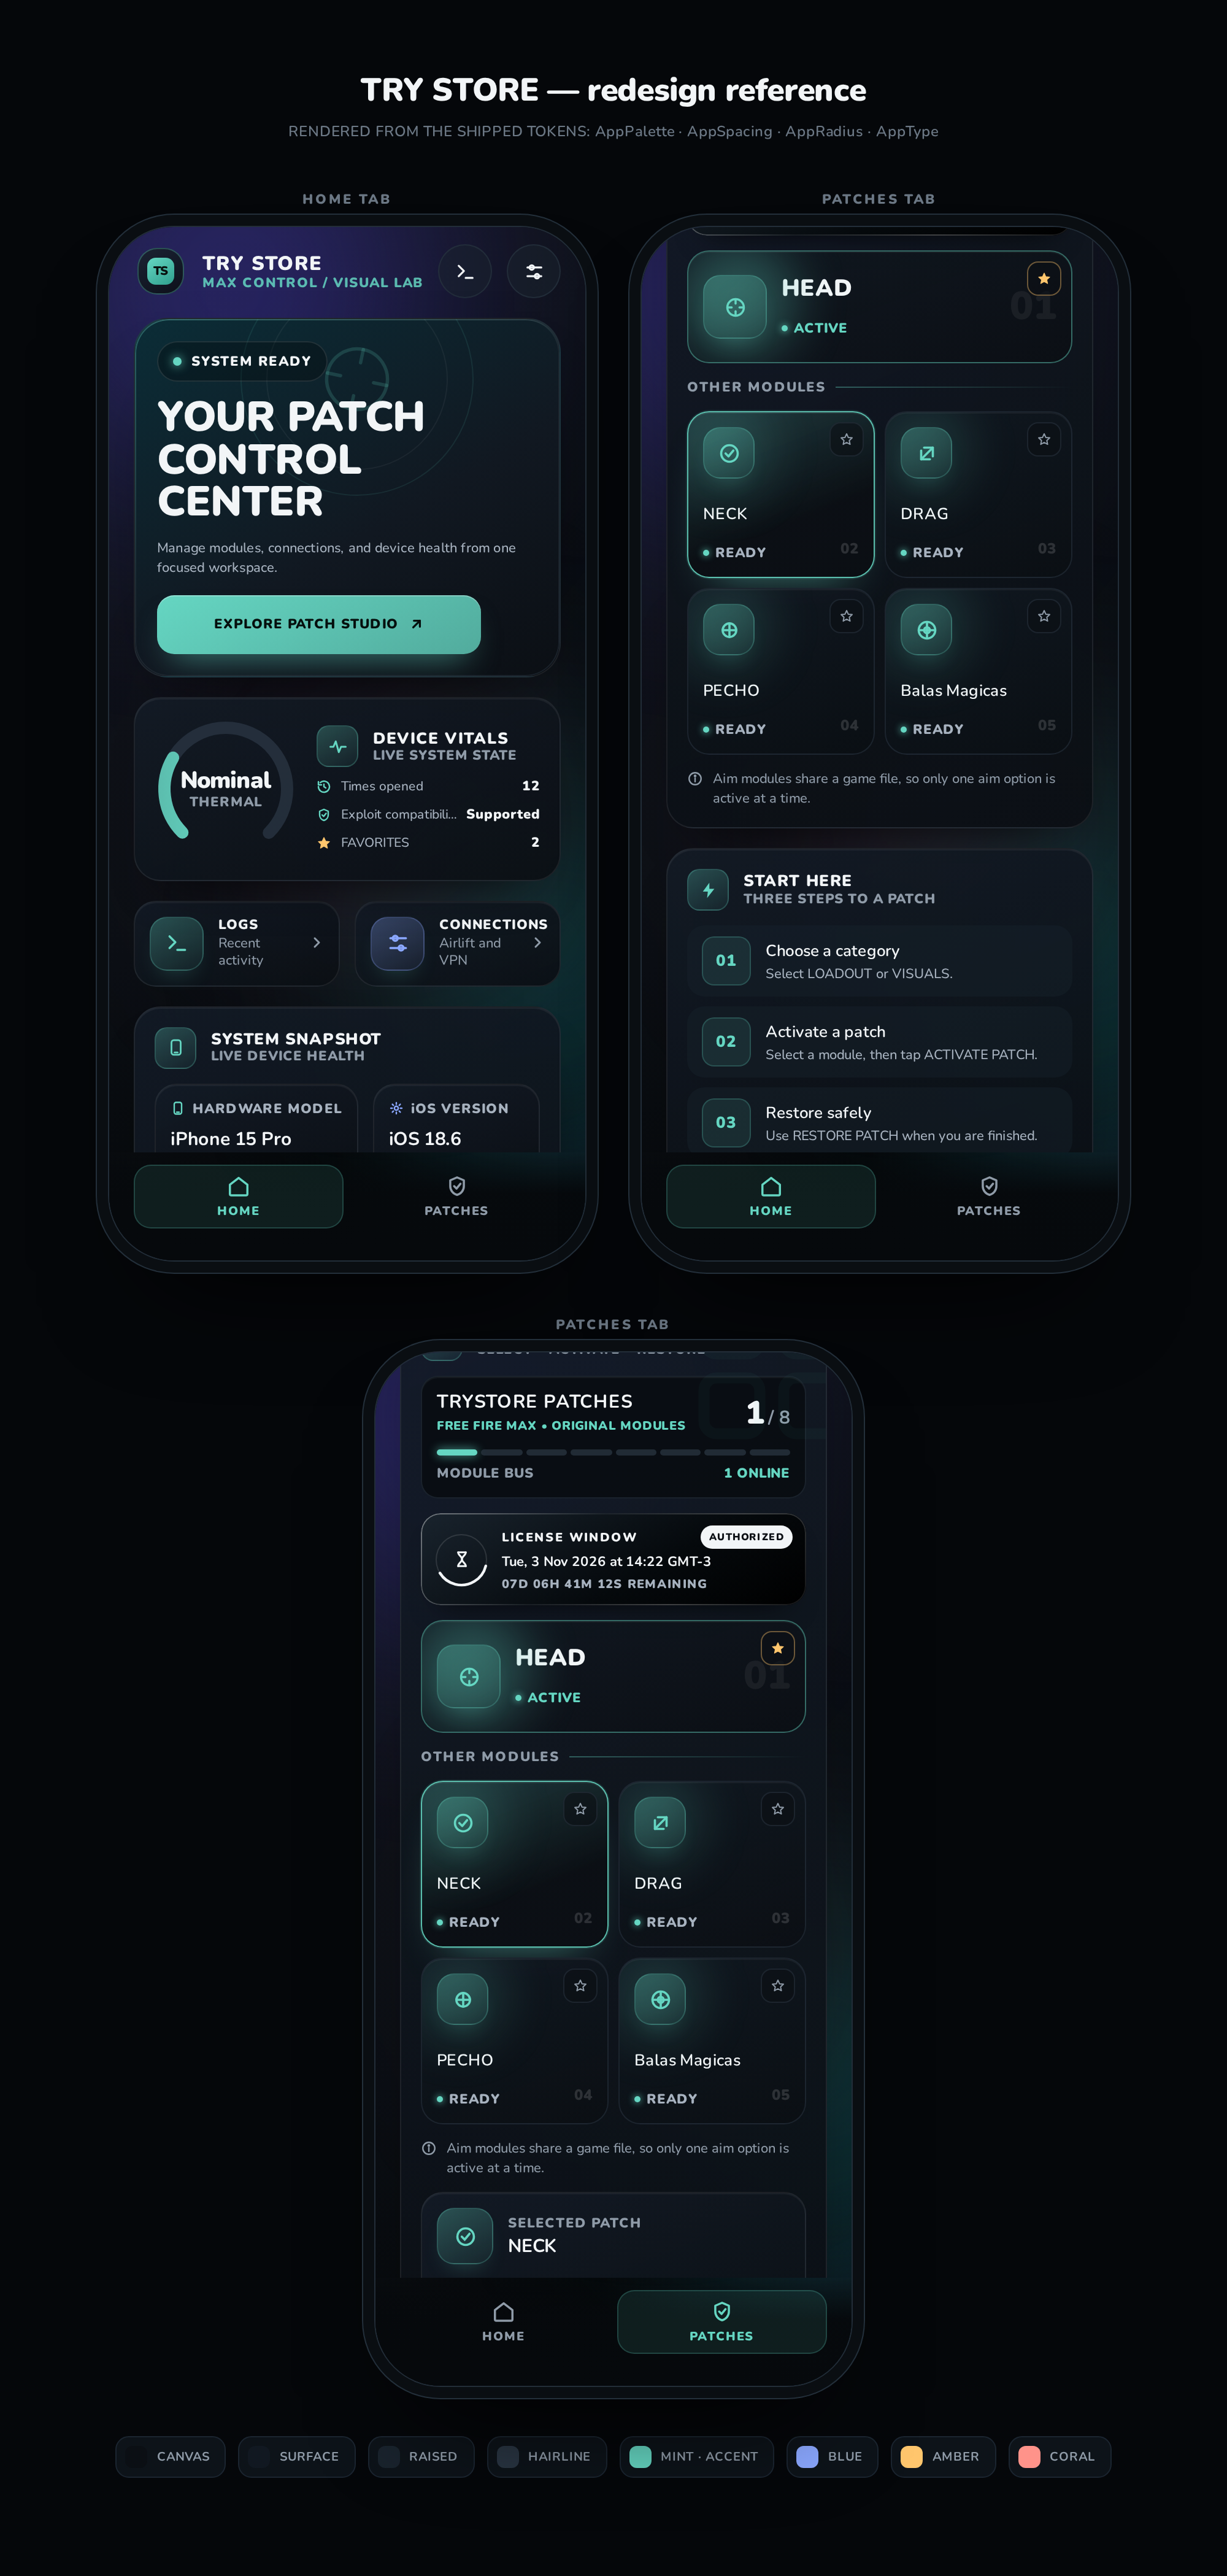 TRY STORE — redesign reference
RENDERED FROM THE SHIPPED TOKENS: AppPalette · AppSpacing · AppRadius · AppType
HOME TAB
TS
TRY STORE
MAX CONTROL / VISUAL LAB
SYSTEM READY
YOUR PATCH
CONTROL
CENTER
Manage modules, connections, and device health from one
focused workspace.
EXPLORE PATCH STUDIO
Nominal
THERMAL
DEVICE VITALS
LIVE SYSTEM STATE
Times opened 12
Exploit compatibili... Supported
FAVORITES 2
LOGS
Recent
activity
CONNECTIONS
Airlift and
VPN
SYSTEM SNAPSHOT
LIVE DEVICE HEALTH
HARDWARE MODEL
iPhone 15 Pro
iOS VERSION
iOS 18.6
HOME
PATCHES
PATCHES TAB
HEAD
ACTIVE
01
OTHER MODULES
NECK
READY 02
DRAG
READY 03
PECHO
READY 04
Balas Magicas
READY 05
Aim modules share a game file, so only one aim option is
active at a time.
START HERE
THREE STEPS TO A PATCH
01
Choose a category
Select LOADOUT or VISUALS.
02
Activate a patch
Select a module, then tap ACTIVATE PATCH.
03
Restore safely
Use RESTORE PATCH when you are finished.
HOME
PATCHES
PATCHES TAB
TRYSTORE PATCHES
FREE FIRE MAX • ORIGINAL MODULES
1 / 8
MODULE BUS
1 ONLINE
LICENSE WINDOW
AUTHORIZED
Tue, 3 Nov 2026 at 14:22 GMT-3
07D 06H 41M 12S REMAINING
HEAD
ACTIVE
01
OTHER MODULES
NECK
READY 02
DRAG
READY 03
PECHO
READY 04
Balas Magicas
READY 05
Aim modules share a game file, so only one aim option is
active at a time.
SELECTED PATCH
NECK
HOME
PATCHES
CANVAS
SURFACE
RAISED
HAIRLINE
MINT · ACCENT
BLUE
AMBER
CORAL